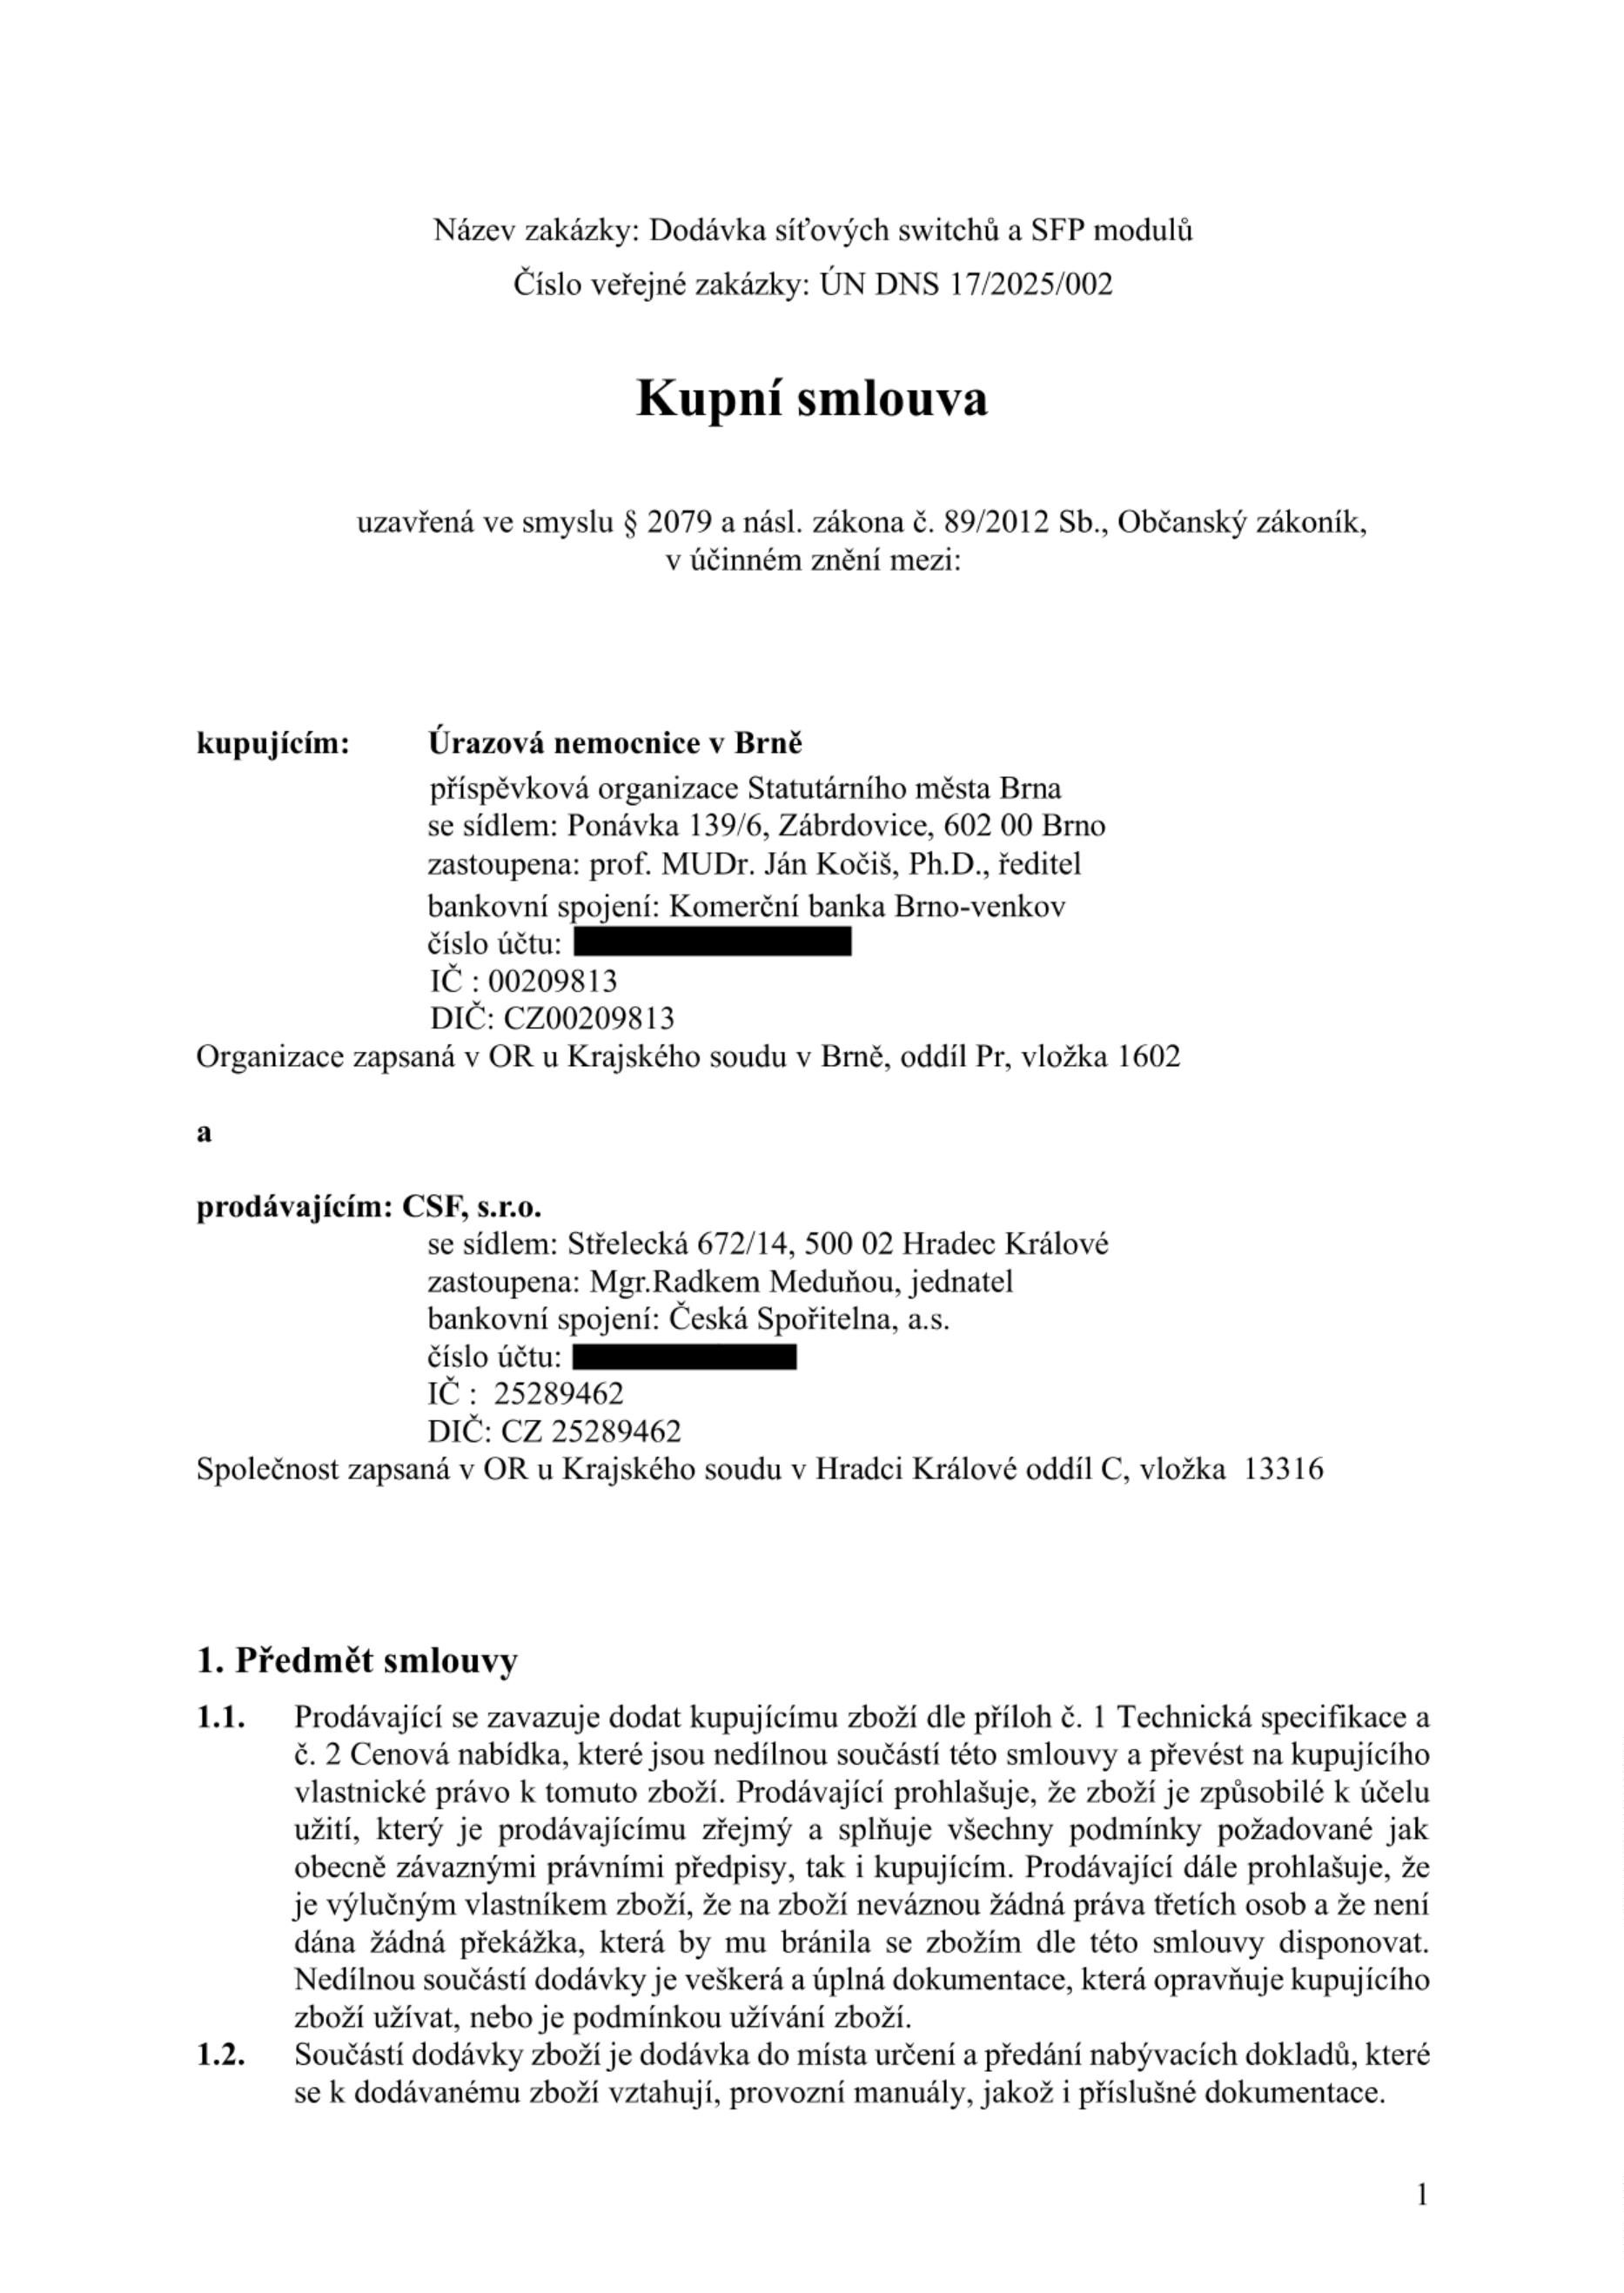 Název zakázky: Dodávka síťových switchů a SFP modulů
Číslo veřejné zakázky: ÚN DNS 17/2025/002
Kupní smlouva
uzavřená ve smyslu § 2079 a násl. zákona č. 89/2012 Sb., Občanský zákoník,
v účinném znění mezi:
kupujícím: Úrazová nemocnice v Brně
příspěvková organizace Statutárního města Brna
se sídlem: Ponávka 139/6, Zábrdovice, 602 00 Brno
zastoupena: prof. MUDr. Ján Kočiš, Ph.D., ředitel
bankovní spojení: Komerční banka Brno-venkov
číslo účtu:
IČ : 00209813
DIČ: CZ00209813
Organizace zapsaná v OR u Krajského soudu v Brně, oddíl Pr, vložka 1602
a
prodávajícím: CSF, s.r.o.
se sídlem: Střelecká 672/14, 500 02 Hradec Králové
zastoupena: Mgr.Radkem Meduňou, jednatel
bankovní spojení: Česká Spořitelna, a.s.
číslo účtu:
IČ : 25289462
DIČ: CZ 25289462
Společnost zapsaná v OR u Krajského soudu v Hradci Králové oddíl C, vložka 13316
1. Předmět smlouvy
1.1. Prodávající se zavazuje dodat kupujícímu zboží dle příloh č. 1 Technická specifikace a
č. 2 Cenová nabídka, které jsou nedílnou součástí této smlouvy a převést na kupujícího
vlastnické právo k tomuto zboží. Prodávající prohlašuje, že zboží je způsobilé k účelu
užití, který je prodávajícímu zřejmý a splňuje všechny podmínky požadované jak
obecně závaznými právními předpisy, tak i kupujícím. Prodávající dále prohlašuje, že
je výlučným vlastníkem zboží, že na zboží neváznou žádná práva třetích osob a že není
dána žádná překážka, která by mu bránila se zbožím dle této smlouvy disponovat.
Nedílnou součástí dodávky je veškerá a úplná dokumentace, která opravňuje kupujícího
zboží užívat, nebo je podmínkou užívání zboží.
1.2. Součástí dodávky zboží je dodávka do místa určení a předání nabývacích dokladů, které
se k dodávanému zboží vztahují, provozní manuály, jakož i příslušné dokumentace.
1